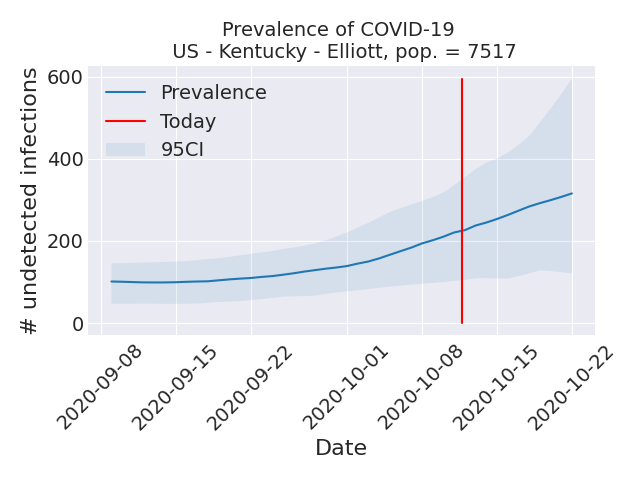 Prevalence of COVID-19
US - Kentucky - Elliott, pop. = 7517
# undetected infections
600
400
200
0
Prevalence
Today
95CI
2020-09-08
2020-09-15
2020-09-22
2020-10-01
2020-10-08
2020-10-15
2020-10-22
Date